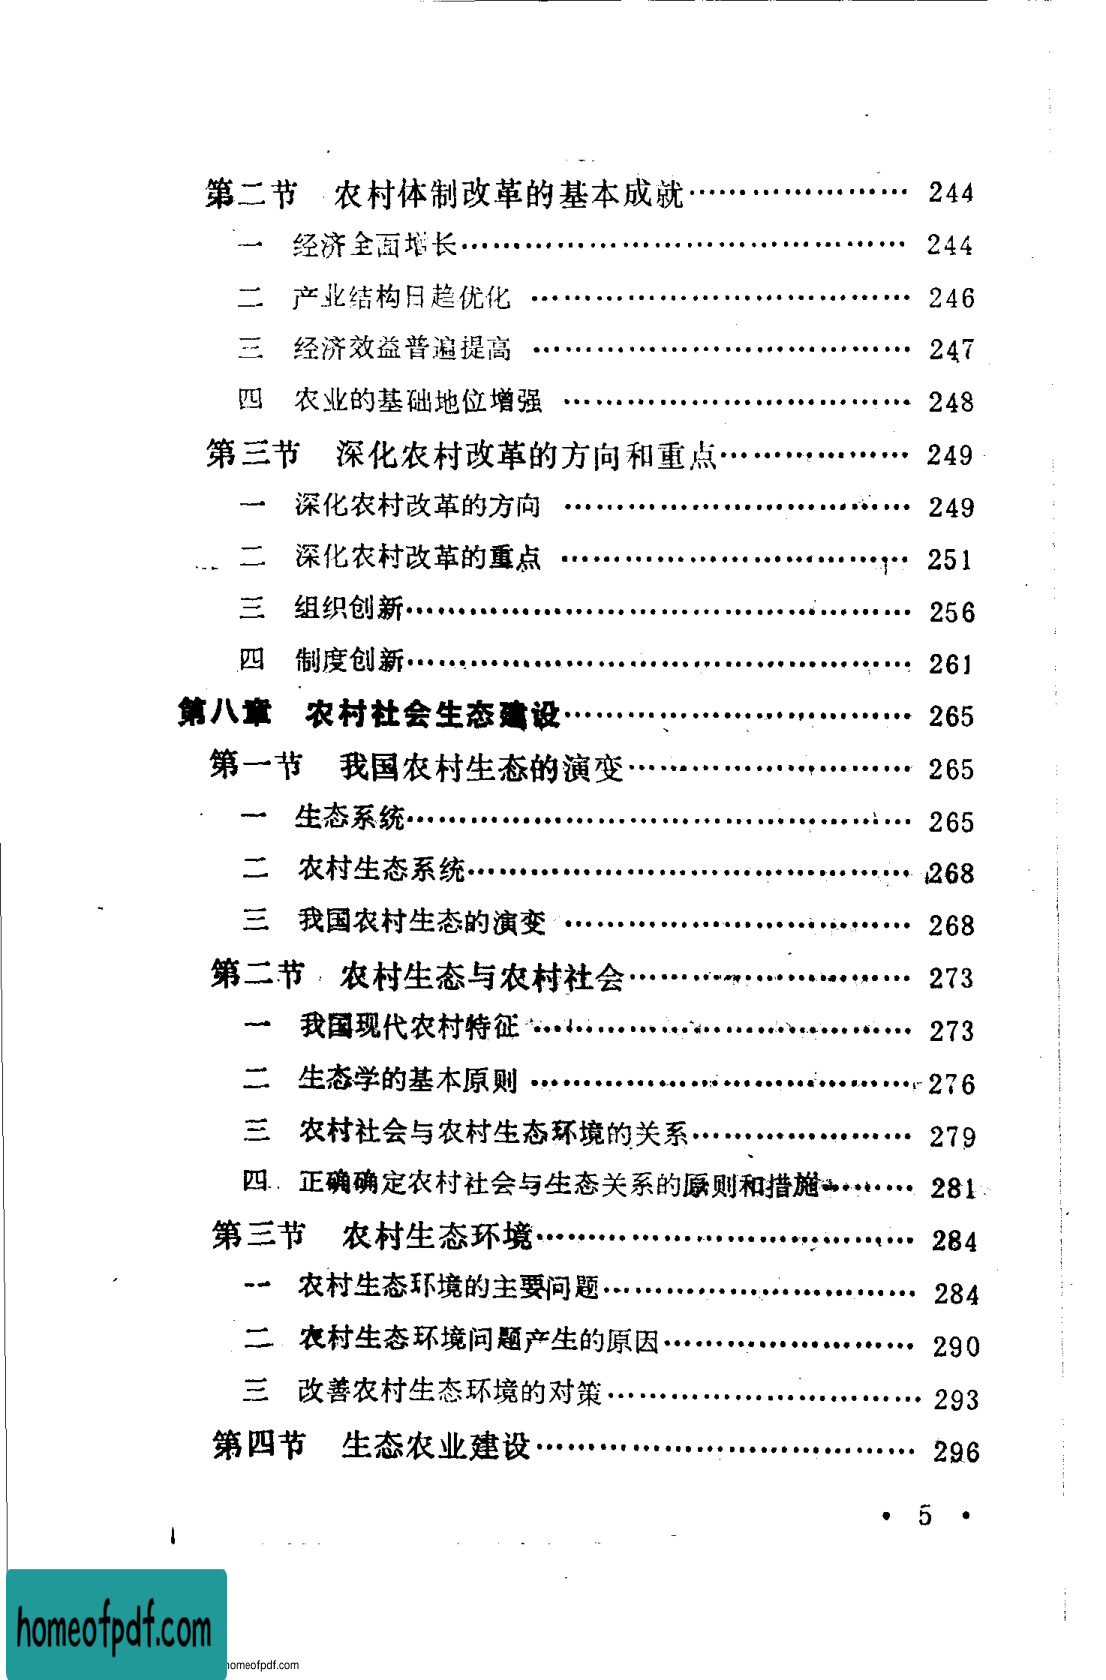 第二节 农村体制改革的基本成就…………………… 244
一 经济全面增长…………………………………… 244
二 产业结构日趋优化 ……………………………… 246
三 经济效益普遍提高 ……………………………… 247
四 农业的基础地位增强 …………………………… 248
第三节 深化农村改革的方向和重点……………… 249
一 深化农村改革的方向 …………………………… 249
二 深化农村改革的重点 …………………………… 251
三 组织创新………………………………………… 256
四 制度创新………………………………………… 261
第八章 农村社会生态建设………………………… 265
第一节 我国农村生态的演变……………………… 265
一 生态系统………………………………………… 265
二 农村生态系统…………………………………… 268
三 我国农村生态的演变 …………………………… 268
第二节 农村生态与农村社会……………………… 273
一 我国现代农村特征 ……………………………… 273
二 生态学的基本原则 ……………………………… 276
三 农村社会与农村生态环境的关系……………… 279
四 正确确定农村社会与生态关系的原则和措施……… 281
第三节 农村生态环境……………………………… 284
一 农村生态环境的主要问题……………………… 284
二 农村生态环境问题产生的原因………………… 290
三 改善农村生态环境的对策……………………… 293
第四节 生态农业建设……………………………… 296
• 5 •
homeofpdf.com
homeofpdf.com